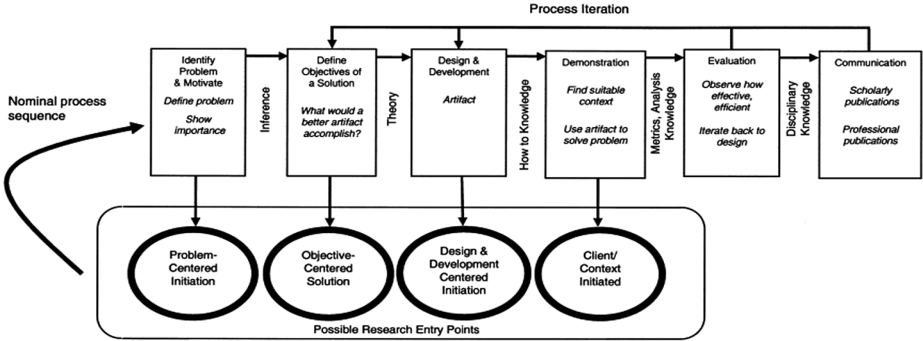 Process Iteration
Nominal process
sequence
Identify
Problem
& Motivate
Define problem
Show
importance
Inference
Define
Objectives of
a Solution
What would a
better artifact
accomplish?
Theory
Design &
Development
Artifact
How to Knowledge
Demonstration
Find suitable
context
Use artifact to
solve problem
Metrics, Analysis
Knowledge
Evaluation
Observe how
effective,
efficient
Iterate back to
design
Disciplinary
Knowledge
Communication
Scholarly
publications
Professional
publications
Problem-
Centered
Initiation
Objective-
Centered
Solution
Design &
Development
Centered
Initiation
Client/
Context
Initiated
Possible Research Entry Points